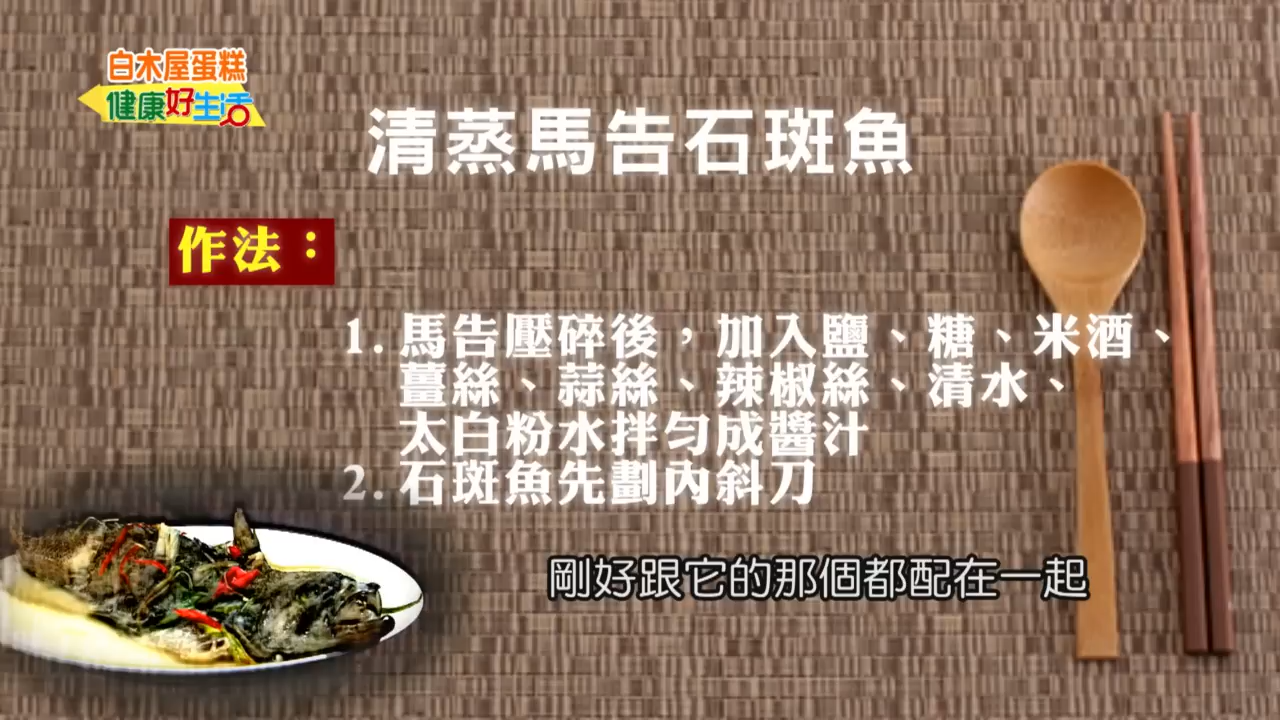 白木屋蛋糕
健康好生活
清蒸馬告石斑魚
作法：
1. 馬告壓碎後，加入鹽、糖、米酒、
薑絲、蒜絲、辣椒絲、清水、
太白粉水拌勻成醬汁
2. 石斑魚先劃內斜刀
剛好跟它的那個都配在一起